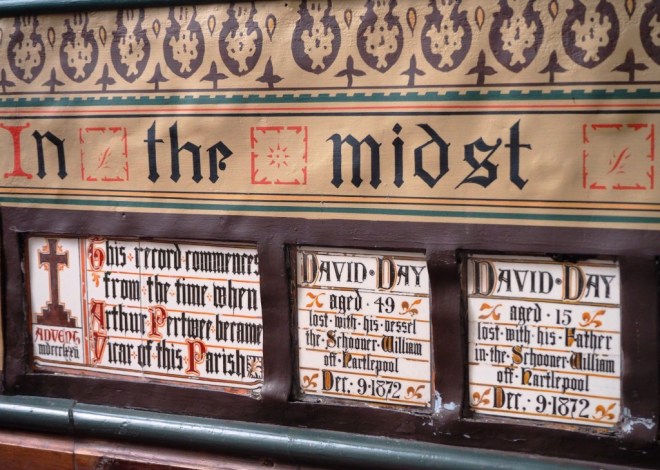 In the midst
This record commences
from the time when
Arthur Pertwee became
Vicar of this Parish
ADVENT
mdccclxxii
DAVID·DAY
aged·49
lost·with·his·vessel
the·Schooner·William
off·Hartlepool
Dec·9·1872
DAVID·DAY
aged·15
lost·with·his·Father
in·the·Schooner·William
off·Hartlepool
Dec·9·1872